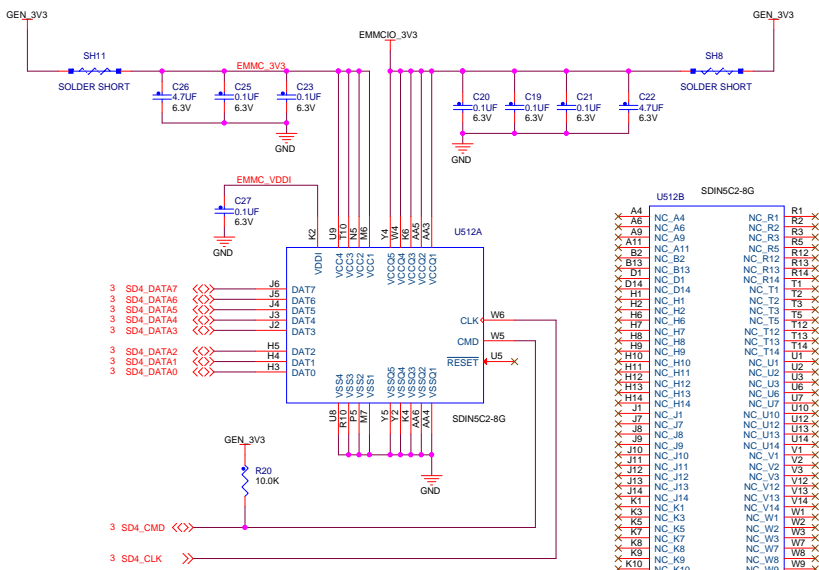 GEN_3V3
GEN_3V3
EMMCIO_3V3
SH11
SH8
EMMC_3V3
SOLDER SHORT
SOLDER SHORT
C26
4.7UF
6.3V
C25
0.1UF
6.3V
C23
0.1UF
6.3V
C20
0.1UF
6.3V
C19
0.1UF
6.3V
C21
0.1UF
6.3V
C22
4.7UF
6.3V
GND
GND
EMMC_VDDI
C27
0.1UF
6.3V
GND
K2
U9
T10
N5
M6
Y4
W4
K6
AA5
AA3
U512A
VDDI
VCC4
VCC3
VCC2
VCC1
VCCQ5
VCCQ4
VCCQ3
VCCQ2
VCCQ1
3 SD4_DATA7 J6 DAT7
3 SD4_DATA6 J5 DAT6
3 SD4_DATA5 J4 DAT5
3 SD4_DATA4 J3 DAT4
3 SD4_DATA3 J2 DAT3
3 SD4_DATA2 H5 DAT2
3 SD4_DATA1 H4 DAT1
3 SD4_DATA0 H3 DAT0
CLK W6
CMD W5
RESET U5
VSS4
VSS3
VSS2
VSS1
VSSQ5
VSSQ4
VSSQ3
VSSQ2
VSSQ1
U8
R10
P5
M7
Y5
Y2
K4
AA6
AA4
SDIN5C2-8G
GND
GEN_3V3
R20
10.0K
3 SD4_CMD
3 SD4_CLK
U512B
SDIN5C2-8G
A4 NC_A4 NC_R1 R1
A6 NC_A6 NC_R2 R2
A9 NC_A9 NC_R3 R3
A11 NC_A11 NC_R5 R5
B2 NC_B2 NC_R12 R12
B13 NC_B13 NC_R13 R13
D1 NC_D1 NC_R14 R14
D14 NC_D14 NC_T1 T1
H1 NC_H1 NC_T2 T2
H2 NC_H2 NC_T3 T3
H6 NC_H6 NC_T5 T5
H7 NC_H7 NC_T12 T12
H8 NC_H8 NC_T13 T13
H9 NC_H9 NC_T14 T14
H10 NC_H10 NC_U1 U1
H11 NC_H11 NC_U2 U2
H12 NC_H12 NC_U3 U3
H13 NC_H13 NC_U6 U6
H14 NC_H14 NC_U7 U7
J1 NC_J1 NC_U10 U10
J7 NC_J7 NC_U12 U12
J8 NC_J8 NC_U13 U13
J9 NC_J9 NC_U14 U14
J10 NC_J10 NC_V1 V1
J11 NC_J11 NC_V2 V2
J12 NC_J12 NC_V3 V3
J13 NC_J13 NC_V12 V12
J14 NC_J14 NC_V13 V13
K1 NC_K1 NC_V14 V14
K3 NC_K3 NC_W1 W1
K5 NC_K5 NC_W2 W2
K7 NC_K7 NC_W3 W3
K8 NC_K8 NC_W7 W7
K9 NC_K9 NC_W8 W8
K10 NC_K10 NC_W9 W9